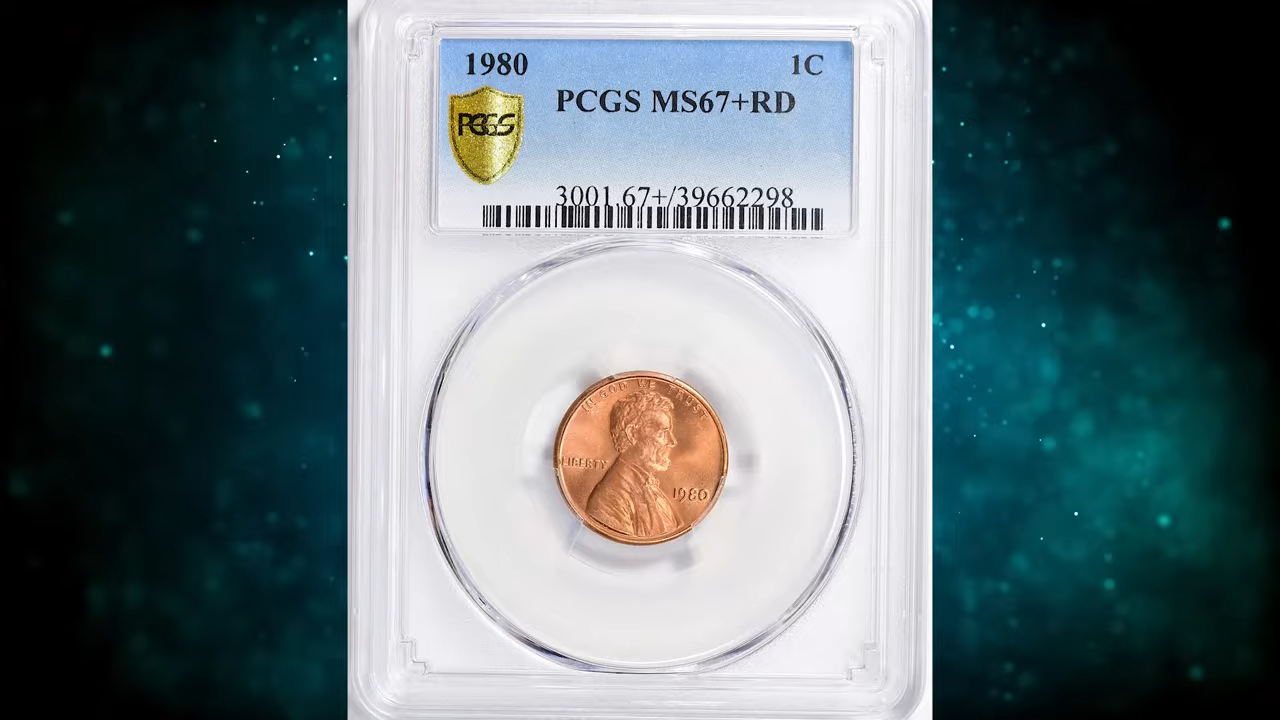 1980 1C
PCGS MS67+RD
PCGS
3001.67+/39662298
IN GOD WE TRUST
LIBERTY
1980